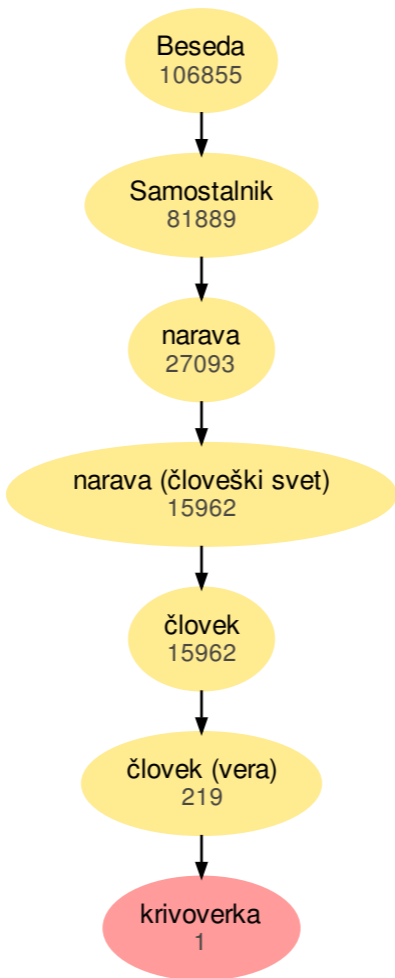 Beseda
106855
Samostalnik
81889
narava
27093
narava (človeški svet)
15962
človek
15962
človek (vera)
219
krivoverka
1